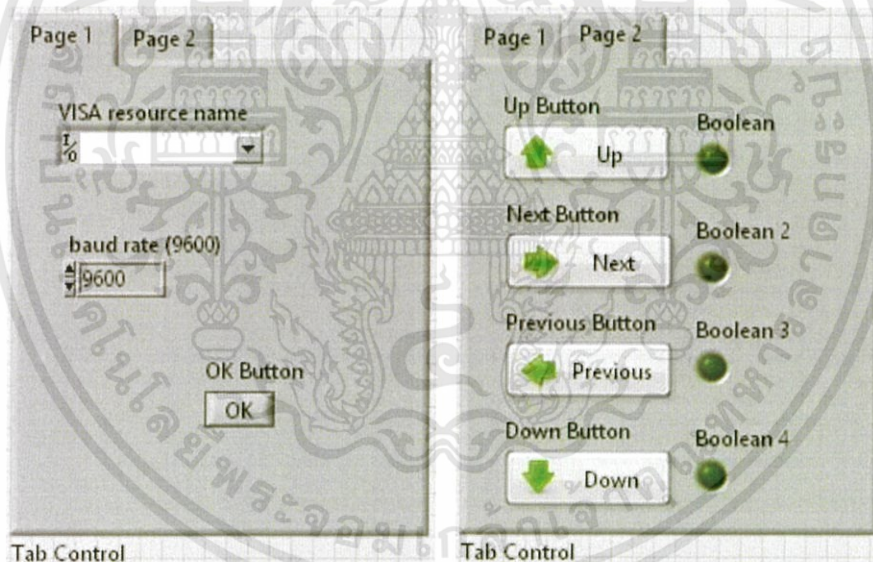 Page 1
Page 2
VISA resource name
I/O
baud rate (9600)
9600
OK Button
OK
Tab Control
Page 1
Page 2
Up Button
Up
Boolean
Next Button
Next
Boolean 2
Previous Button
Previous
Boolean 3
Down Button
Down
Boolean 4
Tab Control